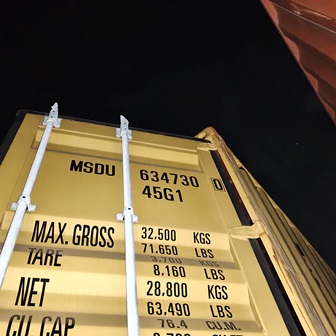 MSDU 634730 0
45G1
MAX. GROSS 32.500 KGS
71.650 LBS
TARE 3.700 KGS
8,160 LBS
NET 28.800 KGS
63,490 LBS
CU.CAP. 76.4 CU.M.